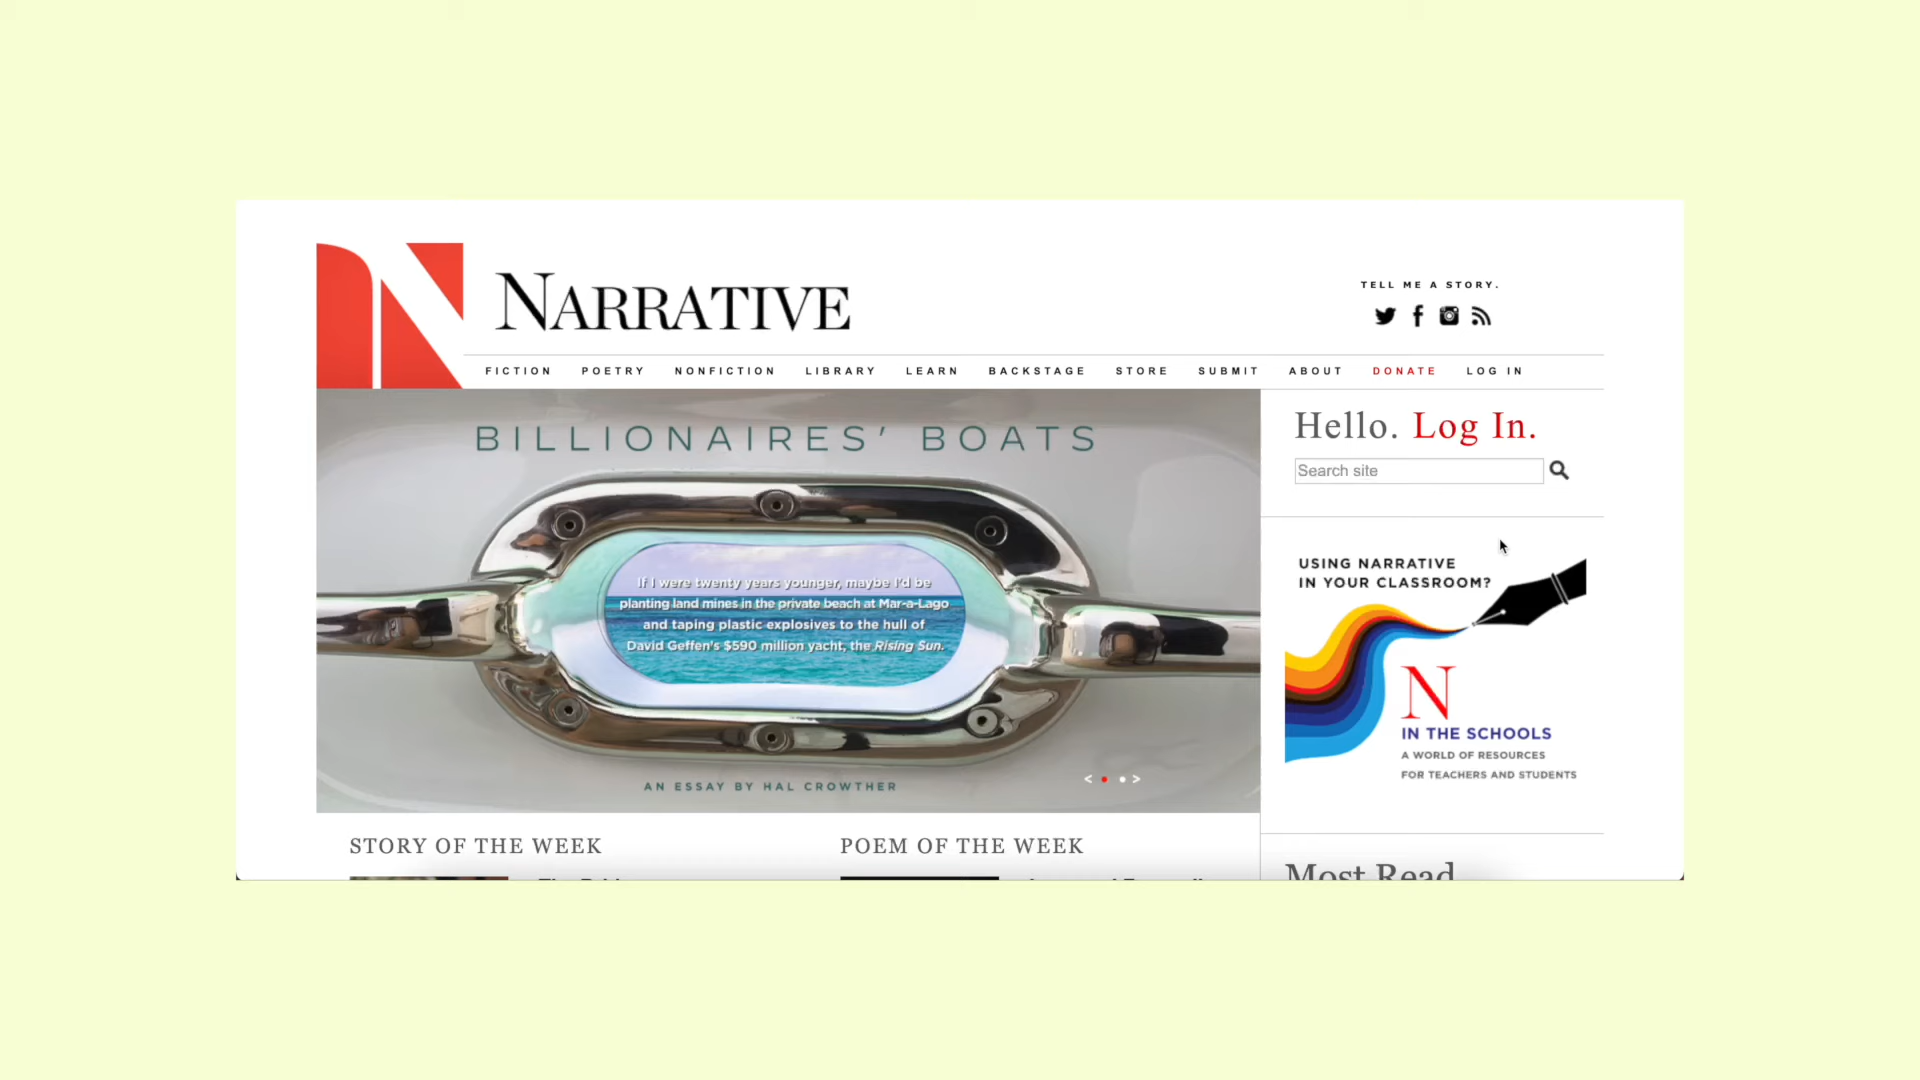 NARRATIVE
TELL ME A STORY.
FICTION POETRY NONFICTION LIBRARY LEARN BACKSTAGE STORE SUBMIT ABOUT DONATE LOG IN
BILLIONAIRES' BOATS
If I were twenty years younger, maybe I'd be
planting land mines in the private beach at Mar-a-Lago
and taping plastic explosives to the hull of
David Geffen's $590 million yacht, the Rising Sun.
AN ESSAY BY HAL CROWTHER
< >
Hello. Log In.
Search site
USING NARRATIVE
IN YOUR CLASSROOM?
N
IN THE SCHOOLS
A WORLD OF RESOURCES
FOR TEACHERS AND STUDENTS
STORY OF THE WEEK
POEM OF THE WEEK
Most Read